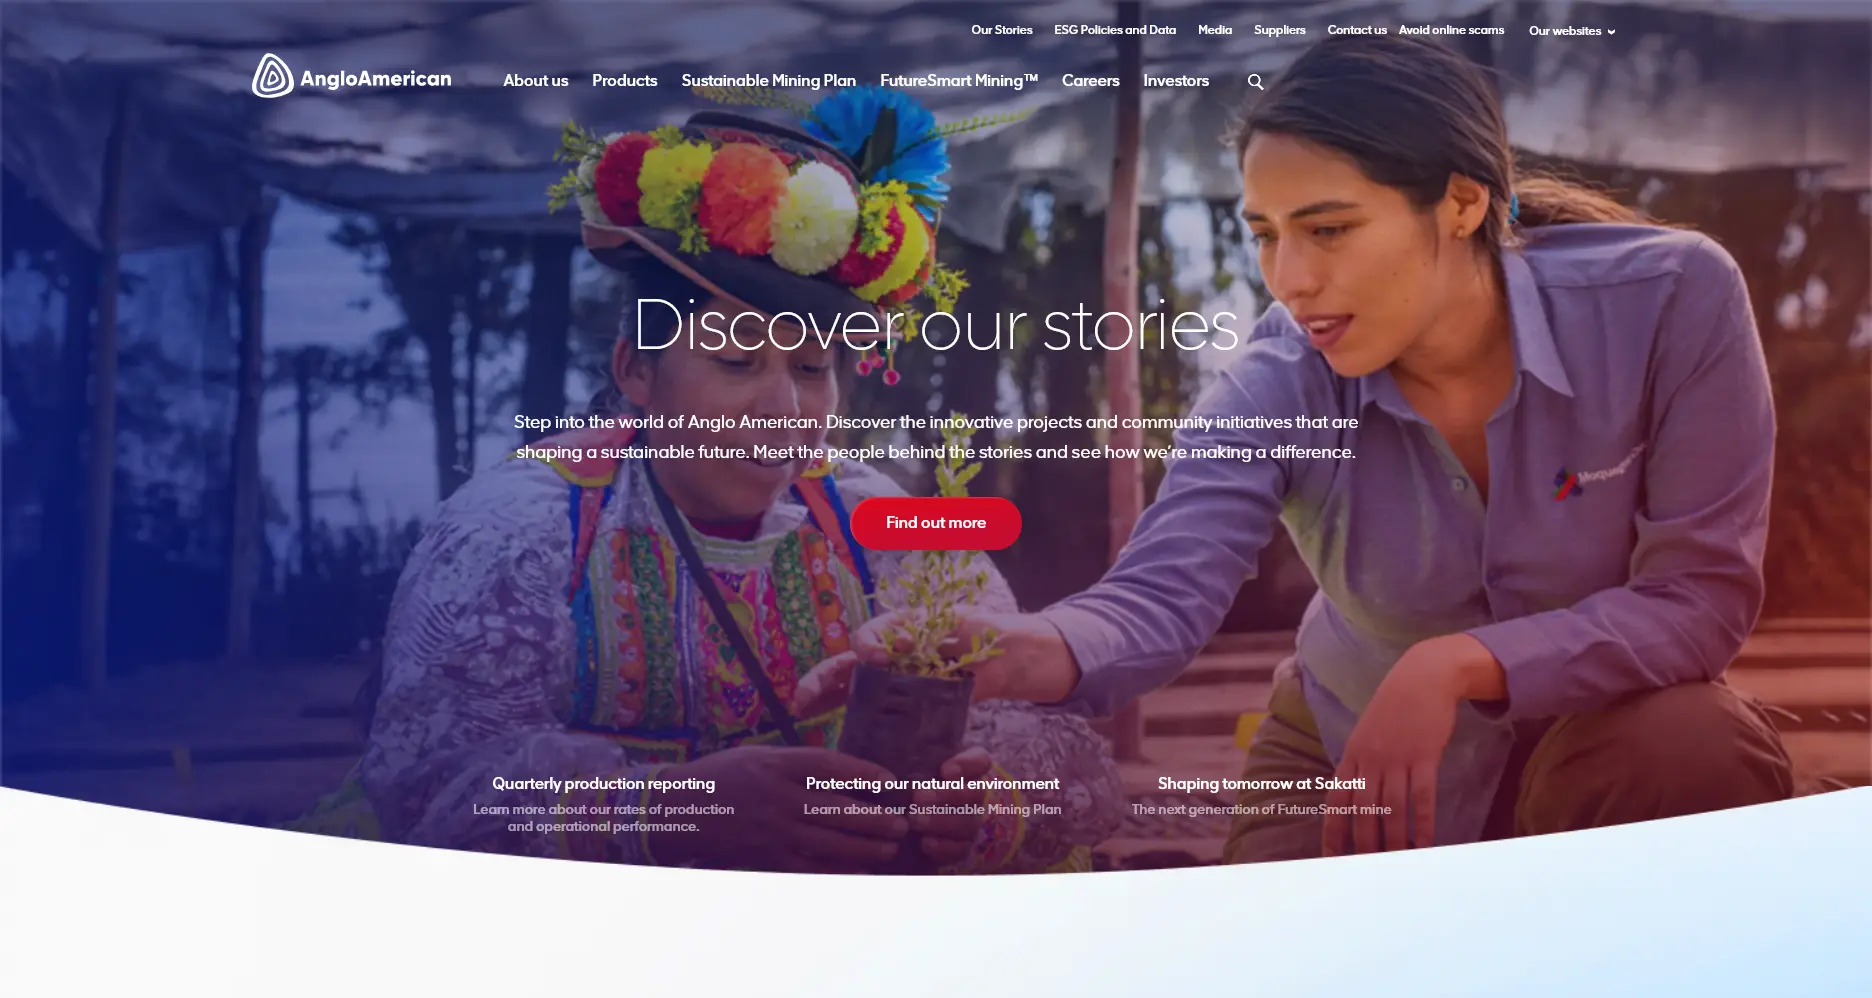 Our Stories ESG Policies and Data Media Suppliers Contact us Avoid online scams Our websites
AngloAmerican About us Products Sustainable Mining Plan FutureSmart Mining™ Careers Investors
Discover our stories
Step into the world of Anglo American. Discover the innovative projects and community initiatives that are
shaping a sustainable future. Meet the people behind the stories and see how we're making a difference.
Find out more
Quarterly production reporting
Learn more about our rates of production
and operational performance.
Protecting our natural environment
Learn about our Sustainable Mining Plan
Shaping tomorrow at Sakatti
The next generation of FutureSmart mine